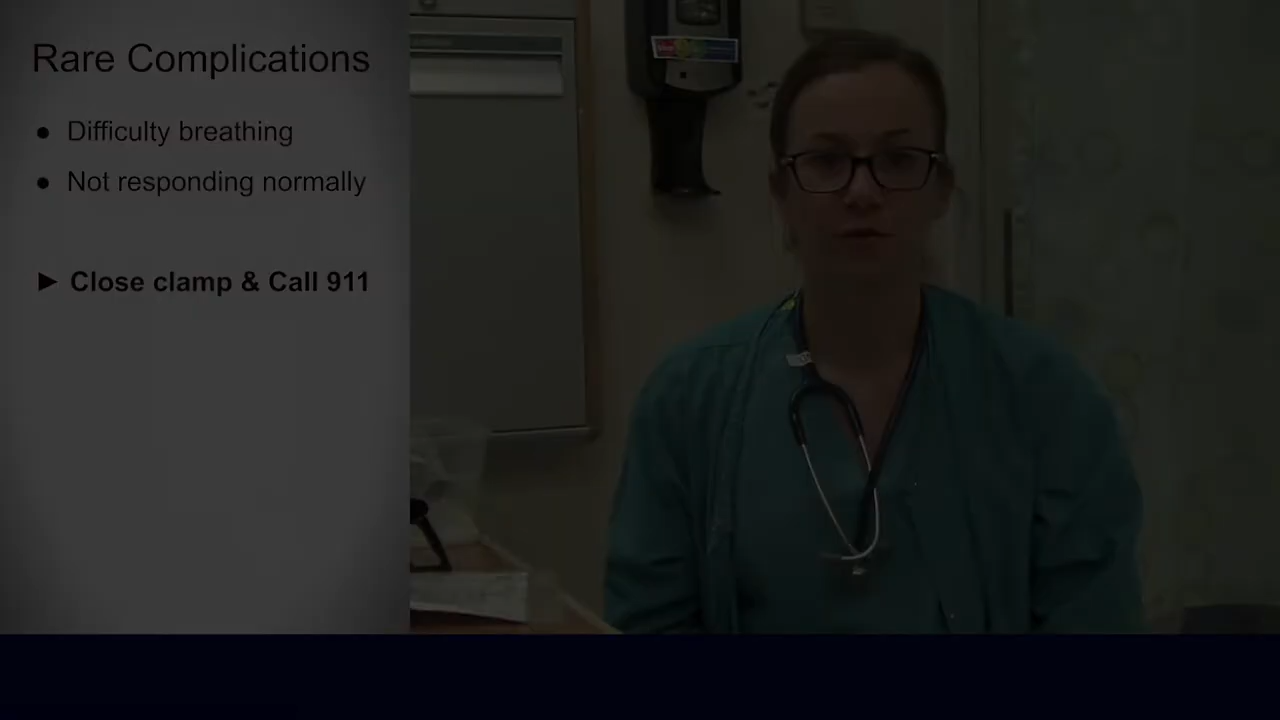 Rare Complications
● Difficulty breathing
● Not responding normally
► Close clamp & Call 911